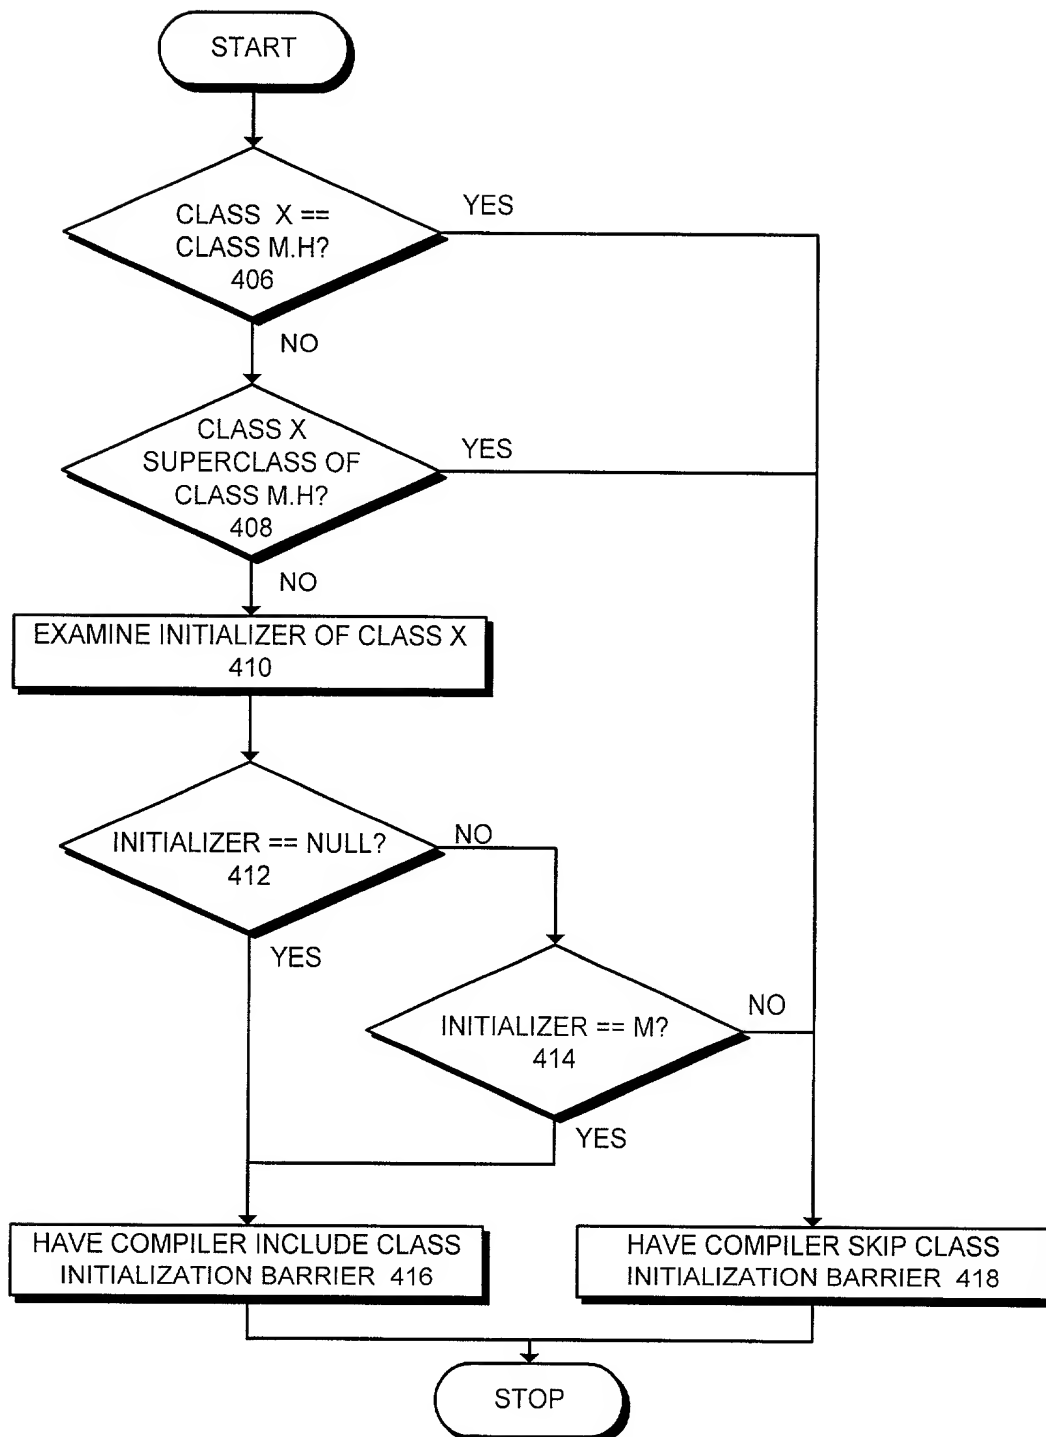 START
CLASS X ==
CLASS M.H?
406
YES
NO
CLASS X
SUPERCLASS OF
CLASS M.H?
408
YES
NO
EXAMINE INITIALIZER OF CLASS X
410
INITIALIZER == NULL?
412
NO
YES
INITIALIZER == M?
414
NO
YES
HAVE COMPILER INCLUDE CLASS
INITIALIZATION BARRIER 416
HAVE COMPILER SKIP CLASS
INITIALIZATION BARRIER 418
STOP